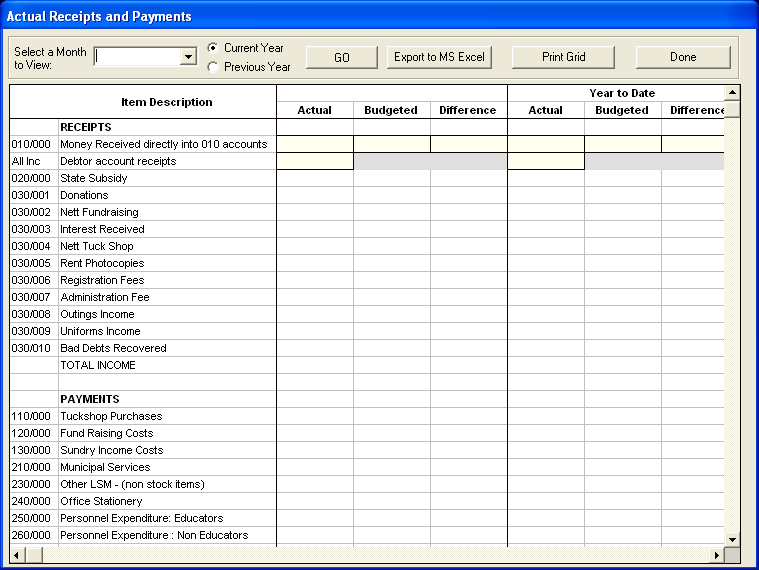 Actual Receipts and Payments
Select a Month to View:
Current Year
Previous Year
GO
Export to MS Excel
Print Grid
Done
Item Description
Year to Date
Actual Budgeted Difference Actual Budgeted Difference
RECEIPTS
010/000 Money Received directly into 010 accounts
All Inc Debtor account receipts
020/000 State Subsidy
030/001 Donations
030/002 Nett Fundraising
030/003 Interest Received
030/004 Nett Tuck Shop
030/005 Rent Photocopies
030/006 Registration Fees
030/007 Administration Fee
030/008 Outings Income
030/009 Uniforms Income
030/010 Bad Debts Recovered
TOTAL INCOME
PAYMENTS
110/000 Tuckshop Purchases
120/000 Fund Raising Costs
130/000 Sundry Income Costs
210/000 Municipal Services
230/000 Other LSM - (non stock items)
240/000 Office Stationery
250/000 Personnel Expenditure: Educators
260/000 Personnel Expenditure : Non Educators